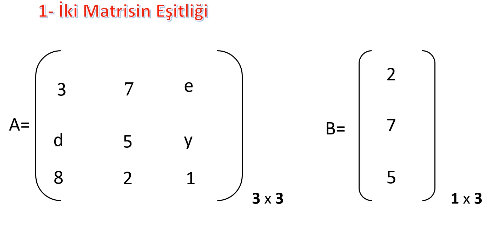 1- İki Matrisin Eşitliği
A= 3 7 e
d 5 y
8 2 1
3 x 3
B= 2
7
5
1 x 3